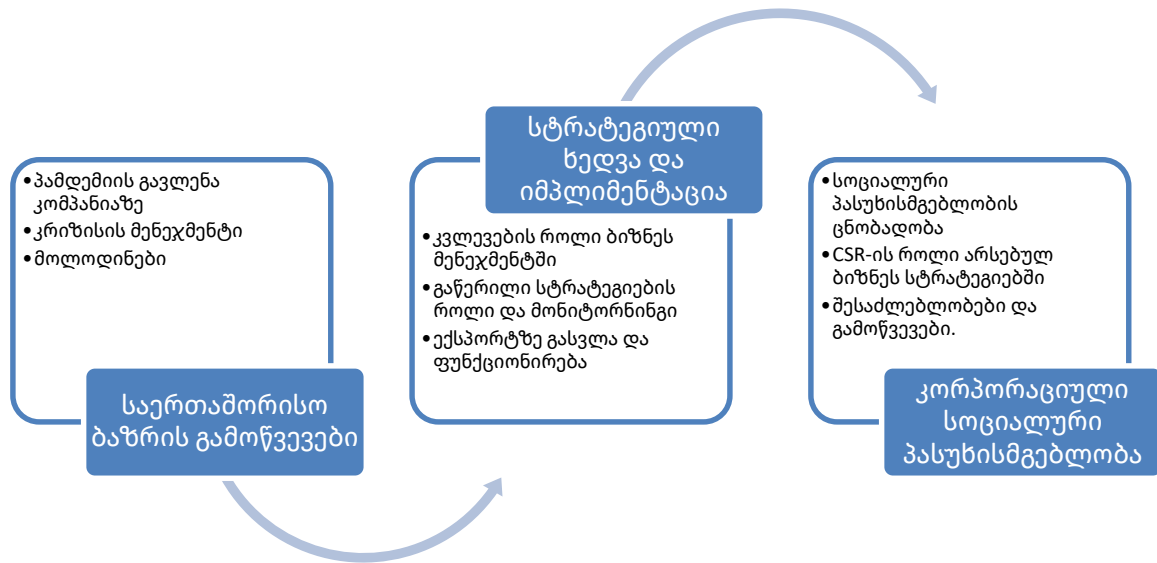 • პამდემიის გავლენა
კომპანიაზე
• კრიზისის მენეჯმენტი
• მოლოდინები
საერთაშორისო
ბაზრის გამოწვევები
სტრატეგიული
ხედვა და
იმპლიმენტაცია
• კვლევების როლი ბიზნეს
მენეჯმენტში
• გაწერილი სტრატეგიების
როლი და მონიტორნინგი
• ექსპორტზე გასვლა და
ფუნქციონირება
• სოციალური
პასუხისმგებლობის
ცნობადობა
• CSR-ის როლი არსებულ
ბიზნეს სტრატეგიებში
• შესაძლებლობები და
გამოწვევები.
კორპორაციული
სოციალური
პასუხისმგებლობა